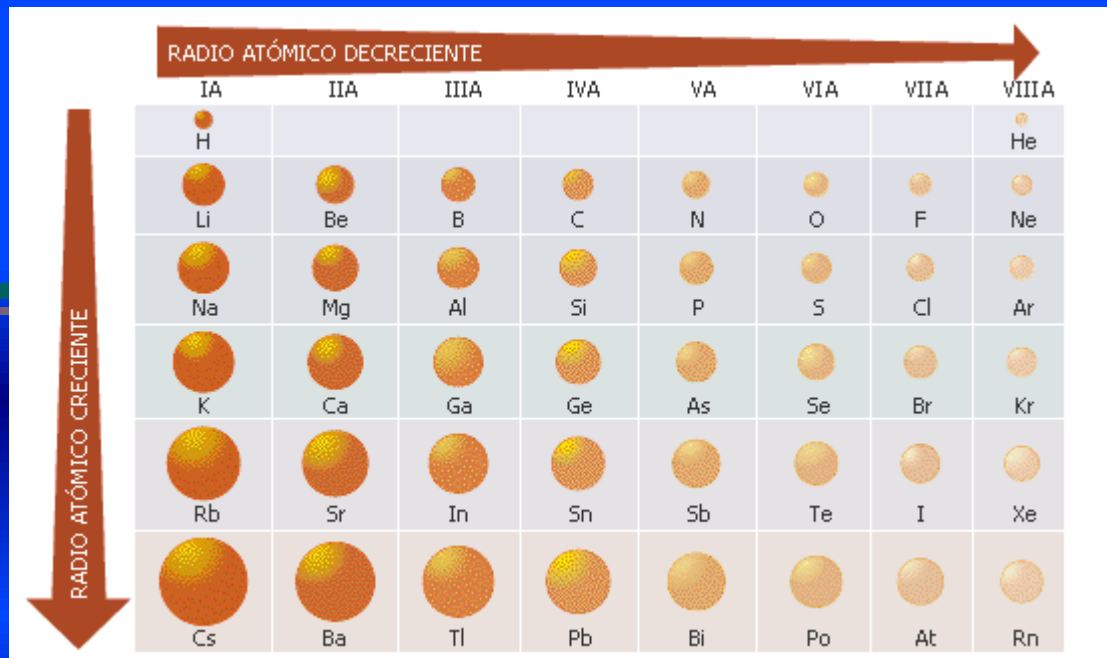 RADIO ATÓMICO DECRECIENTE
IA IIA IIIA IVA VA VIA VIIA VIIIA
H He
Li Be B C N O F Ne
Na Mg Al Si P S Cl Ar
K Ca Ga Ge As Se Br Kr
Rb Sr In Sn Sb Te I Xe
Cs Ba Tl Pb Bi Po At Rn
RADIO ATÓMICO CRECIENTE